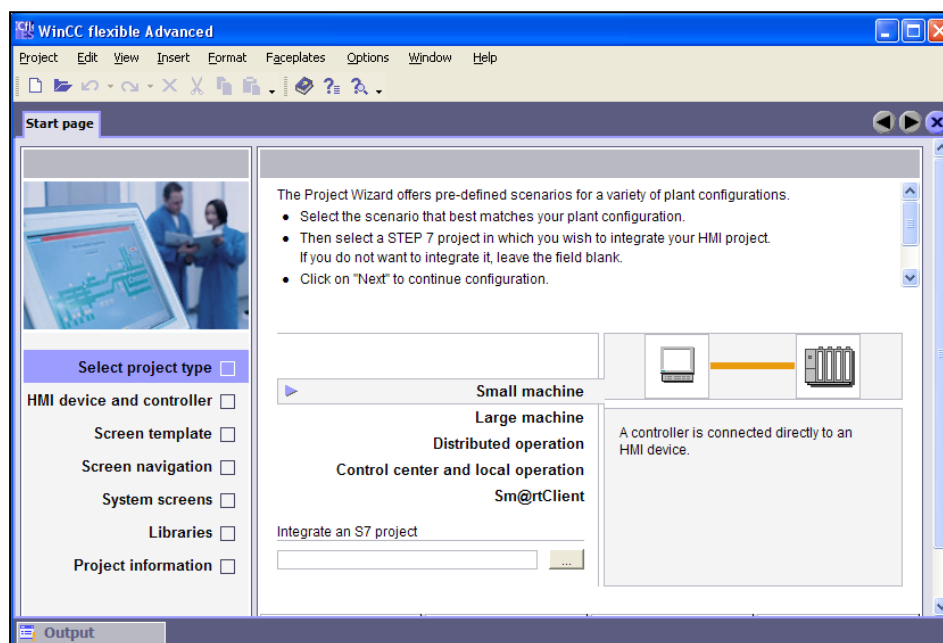 WinCC flexible Advanced
Project Edit View Insert Format Faceplates Options Window Help
Start page
The Project Wizard offers pre-defined scenarios for a variety of plant configurations.
● Select the scenario that best matches your plant configuration.
● Then select a STEP 7 project in which you wish to integrate your HMI project.
If you do not want to integrate it, leave the field blank.
● Click on "Next" to continue configuration.
Select project type
HMI device and controller
Screen template
Screen navigation
System screens
Libraries
Project information
Small machine
Large machine
Distributed operation
Control center and local operation
Sm@rtClient
Integrate an S7 project
...
A controller is connected directly to an
HMI device.
Output